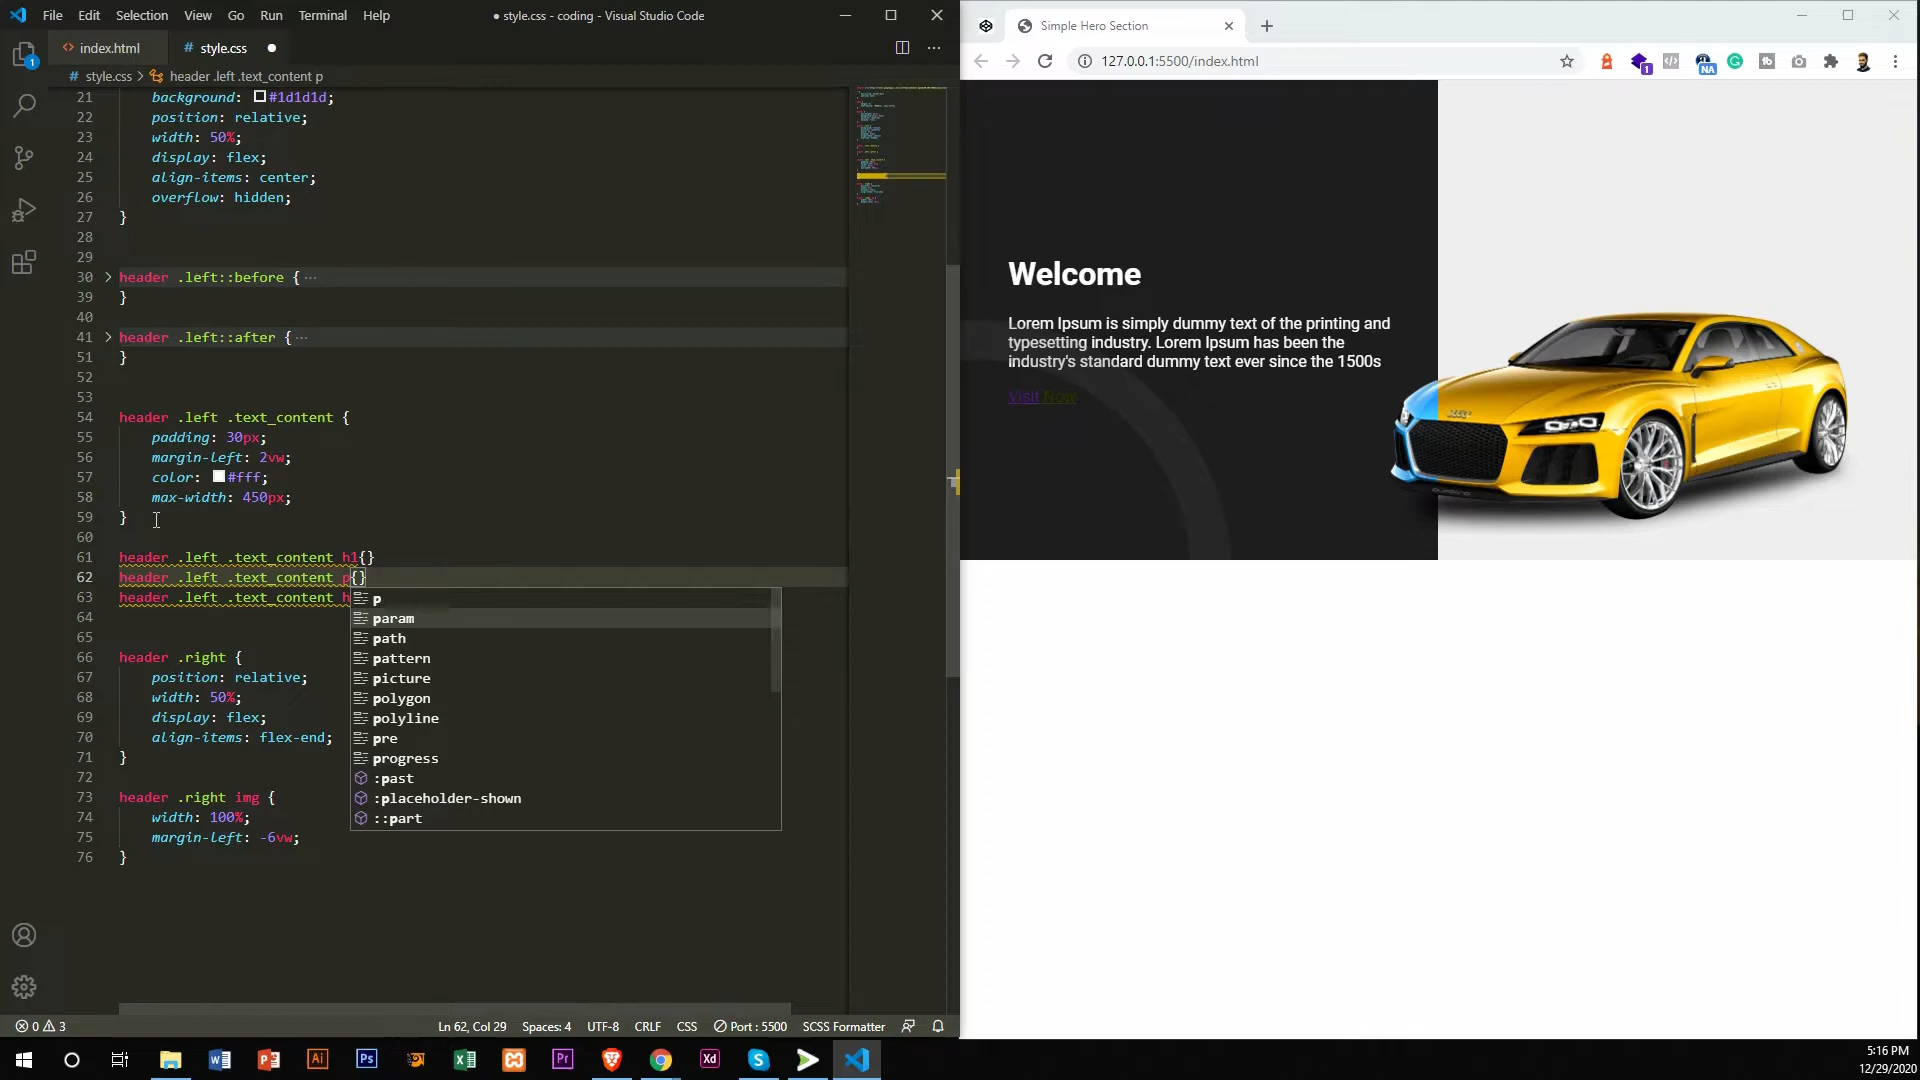 File Edit Selection View Go Run Terminal Help
● style.css - coding - Visual Studio Code
<> index.html
# style.css ●
# style.css > header .left .text_content p
21 background: #1d1d1d;
22 position: relative;
23 width: 50%;
24 display: flex;
25 align-items: center;
26 overflow: hidden;
27 }
28
29
30 > header .left::before { ···
39 }
40
41 > header .left::after { ···
51 }
52
53
54 header .left .text_content {
55 padding: 30px;
56 margin-left: 2vw;
57 color: #fff;
58 max-width: 450px;
59 }
60
61 header .left .text_content h1{}
62 header .left .text_content p{}
63 header .left .text_content h
64
65
66 header .right {
67 position: relative;
68 width: 50%;
69 display: flex;
70 align-items: flex-end;
71 }
72
73 header .right img {
74 width: 100%;
75 margin-left: -6vw;
76 }
p
param
path
pattern
picture
polygon
polyline
pre
progress
:past
:placeholder-shown
::part
1
0 3
Ln 62, Col 29 Spaces: 4 UTF-8 CRLF CSS Port : 5500 SCSS Formatter
Simple Hero Section
127.0.0.1:5500/index.html
1
NA
Welcome
Lorem Ipsum is simply dummy text of the printing and
typesetting industry. Lorem Ipsum has been the
industry's standard dummy text ever since the 1500s
Visit Now
Ai
Ps
Pr
Xd
5:16 PM
12/29/2020